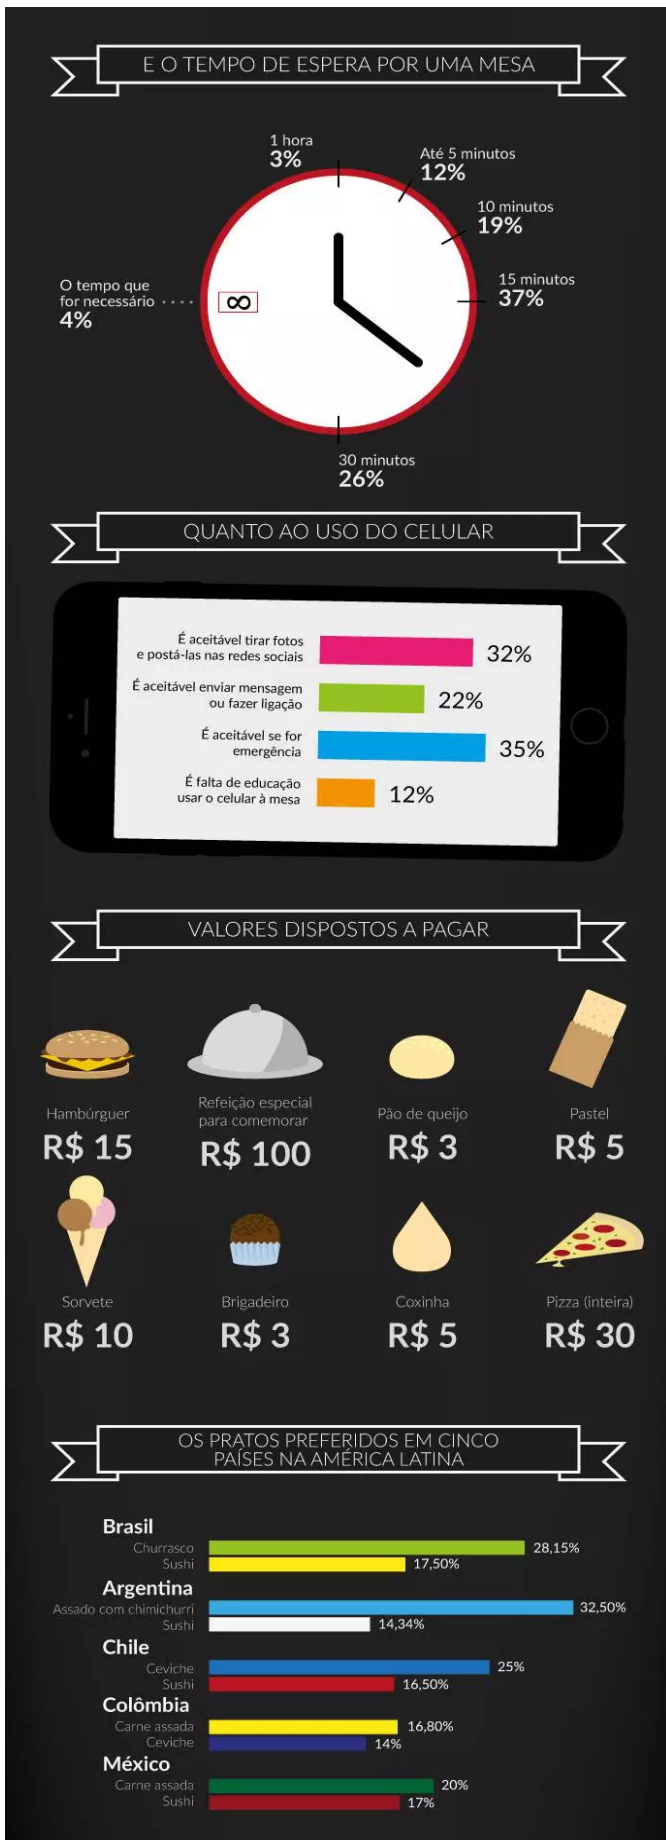 E O TEMPO DE ESPERA POR UMA MESA
1 hora
3%
Até 5 minutos
12%
10 minutos
19%
15 minutos
37%
O tempo que
for necessário
4%
∞
30 minutos
26%
QUANTO AO USO DO CELULAR
É aceitável tirar fotos
e postá-las nas redes sociais
32%
É aceitável enviar mensagem
ou fazer ligação
22%
É aceitável se for
emergência
35%
É falta de educação
usar o celular à mesa
12%
VALORES DISPOSTOS A PAGAR
Hambúrguer
R$ 15
Refeição especial
para comemorar
R$ 100
Pão de queijo
R$ 3
Pastel
R$ 5
Sorvete
R$ 10
Brigadeiro
R$ 3
Coxinha
R$ 5
Pizza (inteira)
R$ 30
OS PRATOS PREFERIDOS EM CINCO
PAÍSES NA AMÉRICA LATINA
Brasil
Churrasco 28,15%
Sushi 17,50%
Argentina
Assado com chimichurri 32,50%
Sushi 14,34%
Chile
Ceviche 25%
Sushi 16,50%
Colômbia
Carne assada 16,80%
Ceviche 14%
México
Carne assada 20%
Sushi 17%